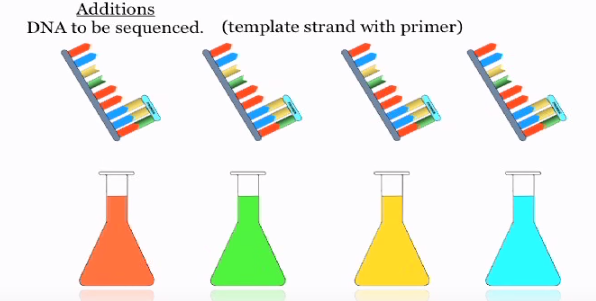 Additions
DNA to be sequenced. (template strand with primer)